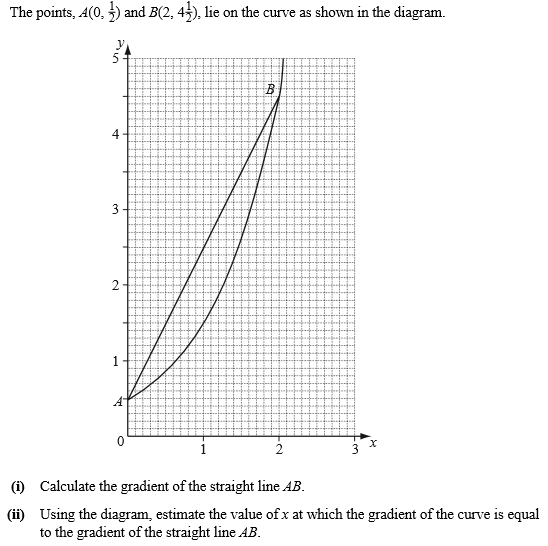 The points, A(0, 1/2) and B(2, 4 1/2), lie on the curve as shown in the diagram.
y
5
B
4
3
2
1
A
0
1
2
3
x
(i) Calculate the gradient of the straight line AB.
(ii) Using the diagram, estimate the value of x at which the gradient of the curve is equal
to the gradient of the straight line AB.